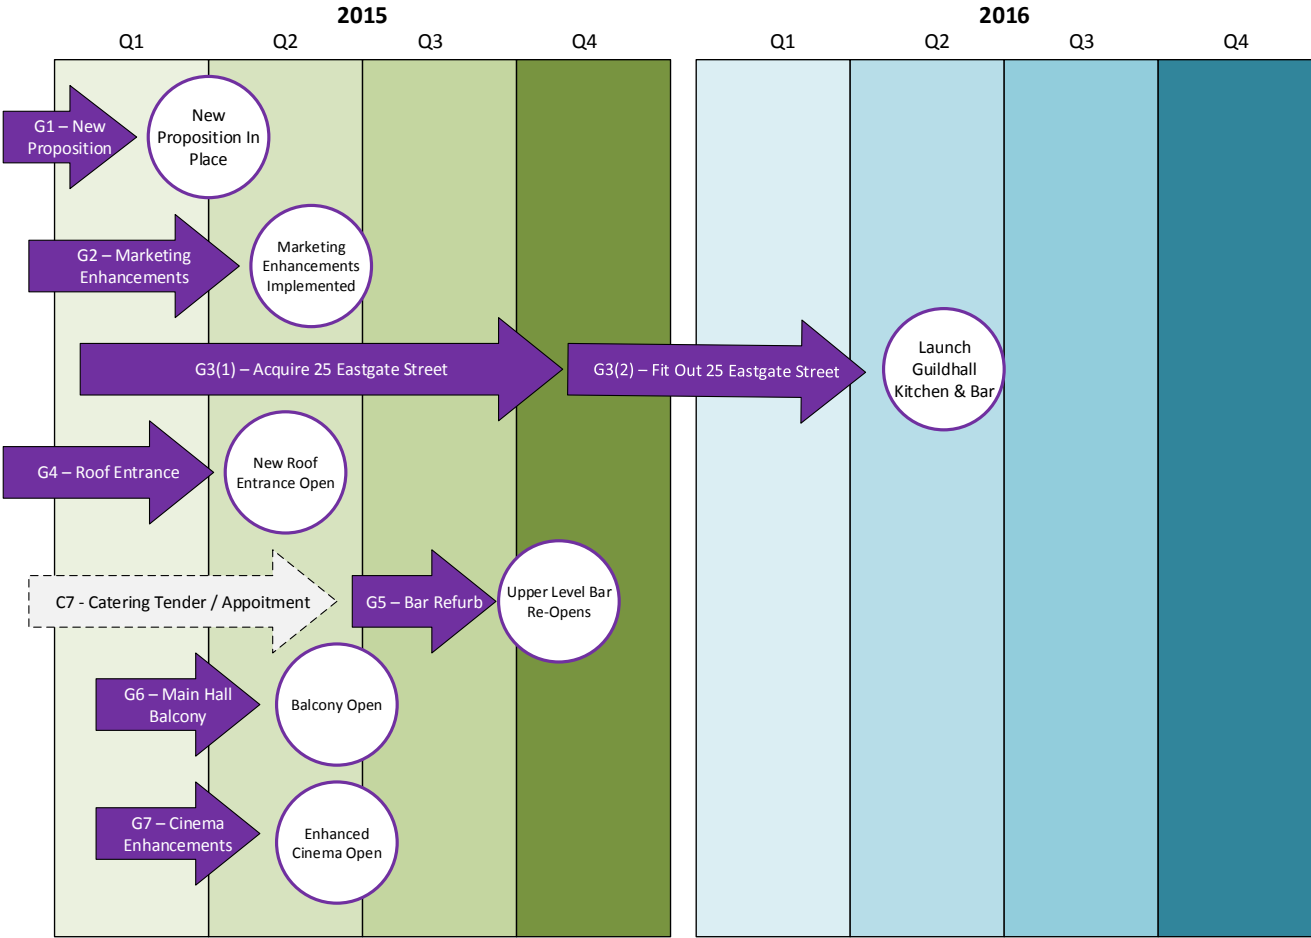 2015
2016
Q1
Q2
Q3
Q4
Q1
Q2
Q3
Q4
G1 – New
Proposition
New
Proposition In
Place
G2 – Marketing
Enhancements
Marketing
Enhancements
Implemented
G3(1) – Acquire 25 Eastgate Street
G3(2) – Fit Out 25 Eastgate Street
Launch
Guildhall
Kitchen & Bar
G4 – Roof Entrance
New Roof
Entrance Open
C7 - Catering Tender / Appoitment
G5 – Bar Refurb
Upper Level Bar
Re-Opens
G6 – Main Hall
Balcony
Balcony Open
G7 – Cinema
Enhancements
Enhanced
Cinema Open